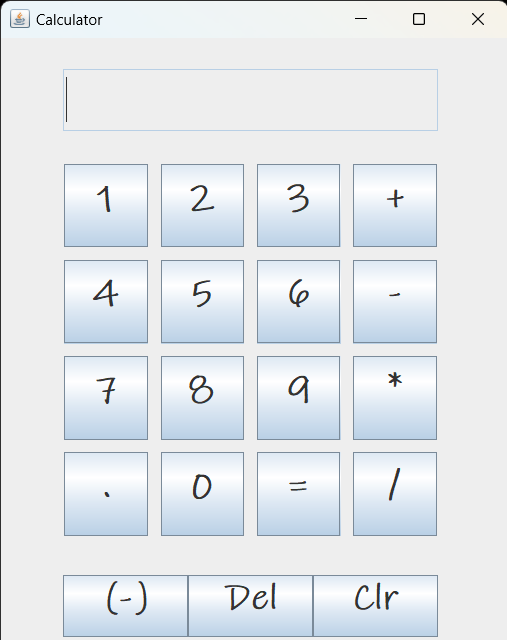 Calculator
1 2 3 +
4 5 6 -
7 8 9 *
. 0 = /
(-) Del Clr